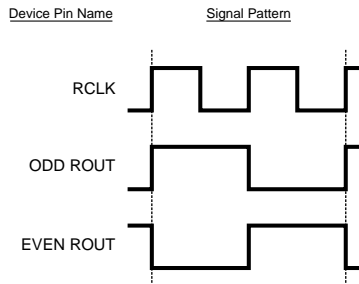 Device Pin Name Signal Pattern
RCLK
ODD ROUT
EVEN ROUT